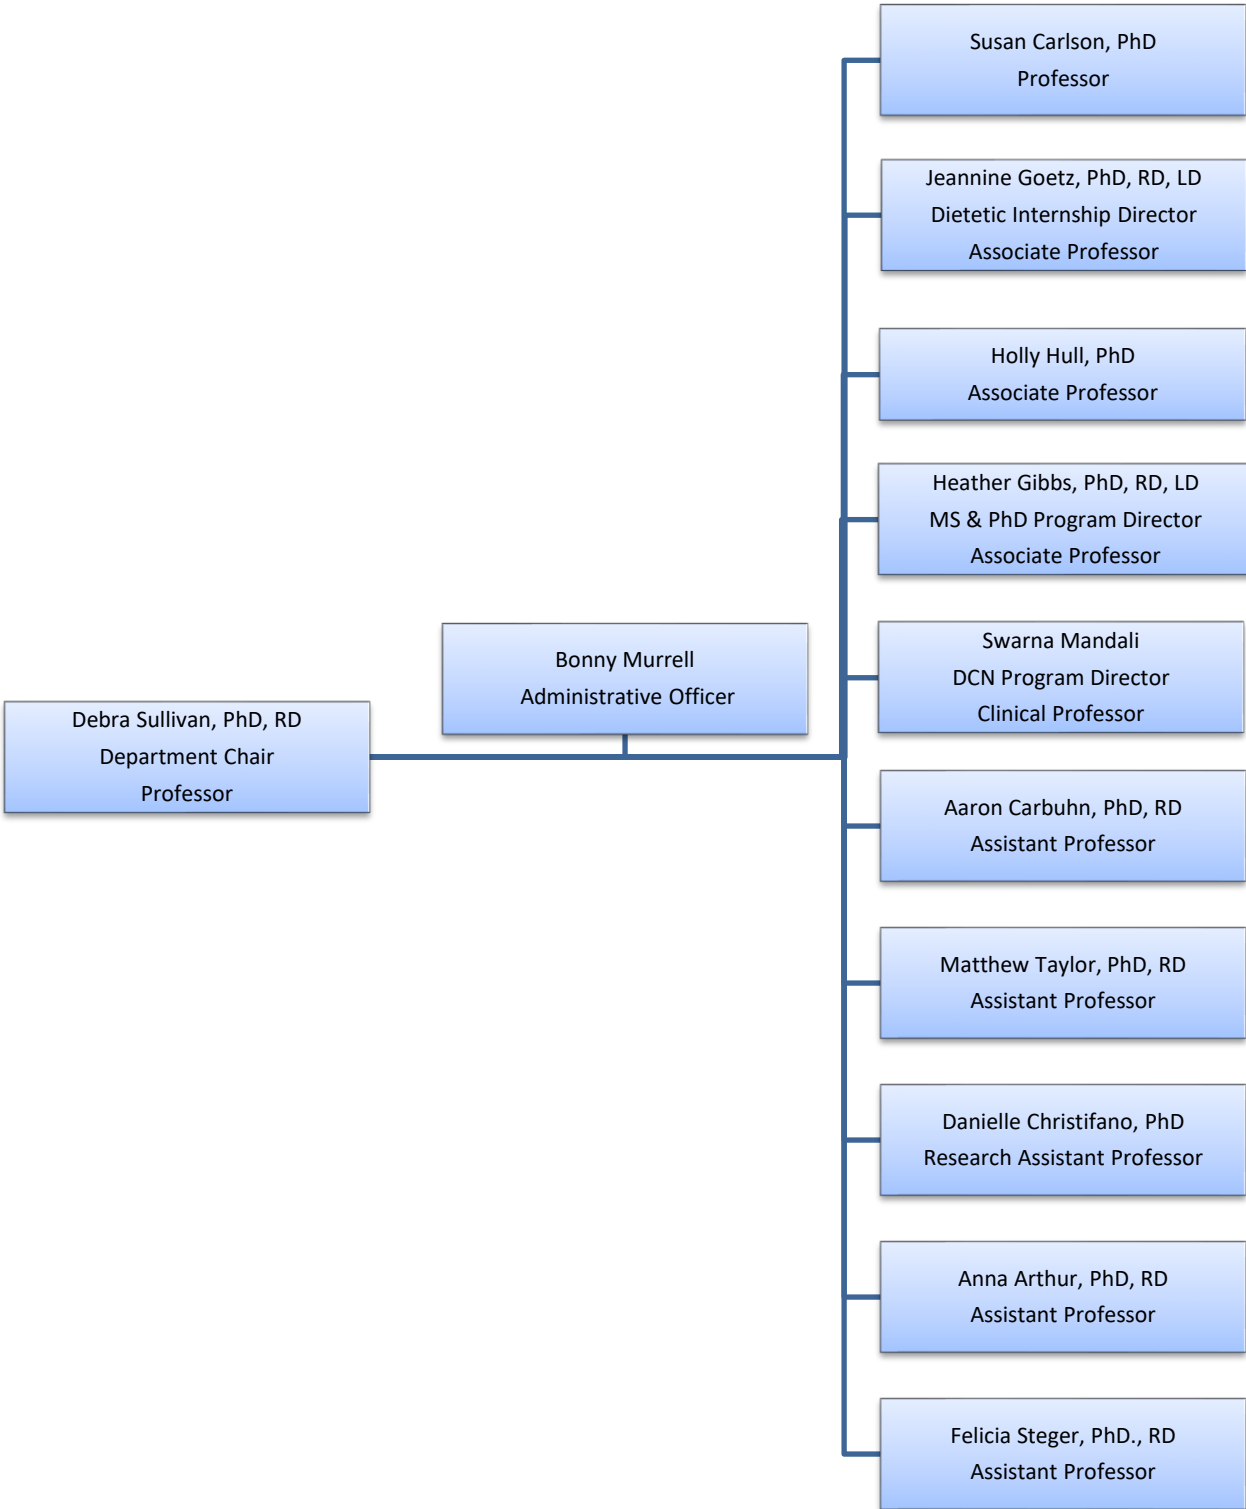 Susan Carlson, PhD
Professor
Jeannine Goetz, PhD, RD, LD
Dietetic Internship Director
Associate Professor
Holly Hull, PhD
Associate Professor
Heather Gibbs, PhD, RD, LD
MS & PhD Program Director
Associate Professor
Bonny Murrell
Administrative Officer
Swarna Mandali
DCN Program Director
Clinical Professor
Debra Sullivan, PhD, RD
Department Chair
Professor
Aaron Carbuhn, PhD, RD
Assistant Professor
Matthew Taylor, PhD, RD
Assistant Professor
Danielle Christifano, PhD
Research Assistant Professor
Anna Arthur, PhD, RD
Assistant Professor
Felicia Steger, PhD., RD
Assistant Professor